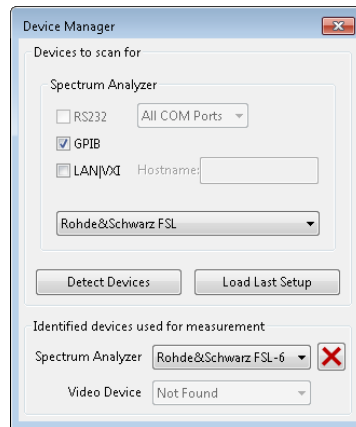 Device Manager
Devices to scan for
Spectrum Analyzer
RS232 All COM Ports
GPIB
LAN|VXI Hostname:
Rohde&Schwarz FSL
Detect Devices Load Last Setup
Identified devices used for measurement
Spectrum Analyzer Rohde&Schwarz FSL-6
Video Device Not Found